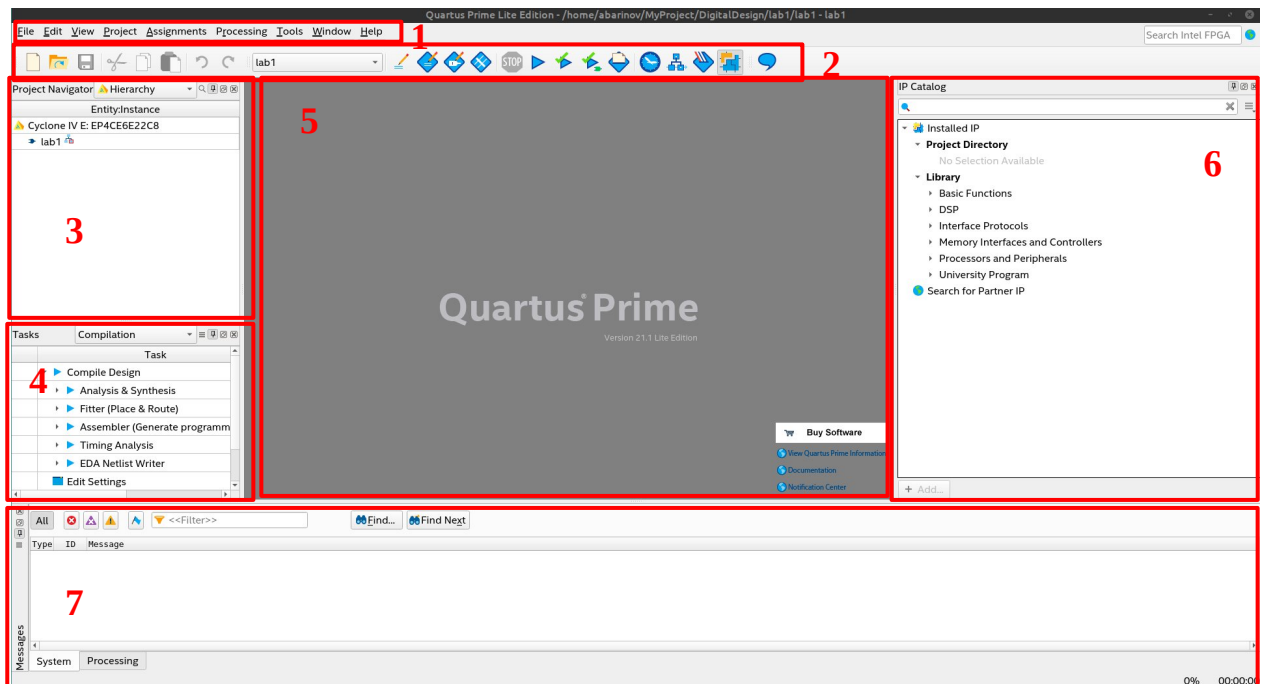 Quartus Prime Lite Edition - /home/abarinov/MyProject/DigitalDesign/lab1/lab1 - lab1
File Edit View Project Assignments Processing Tools Window Help
1
Search Intel FPGA
lab1
STOP
2
Project Navigator Hierarchy
Entity:Instance
Cyclone IV E: EP4CE6E22C8
lab1
3
Tasks Compilation
Task
Compile Design
4
Analysis & Synthesis
Fitter (Place & Route)
Assembler (Generate programm
Timing Analysis
EDA Netlist Writer
Edit Settings
5
Quartus® Prime
Version 21.1 Lite Edition
Buy Software
View Quartus Prime Information
Documentation
Notification Center
IP Catalog
Installed IP
Project Directory
No Selection Available
6
Library
Basic Functions
DSP
Interface Protocols
Memory Interfaces and Controllers
Processors and Peripherals
University Program
Search for Partner IP
+ Add...
All <<Filter>> Find... Find Next
Type ID Message
7
Messages
System Processing
0% 00:00:00